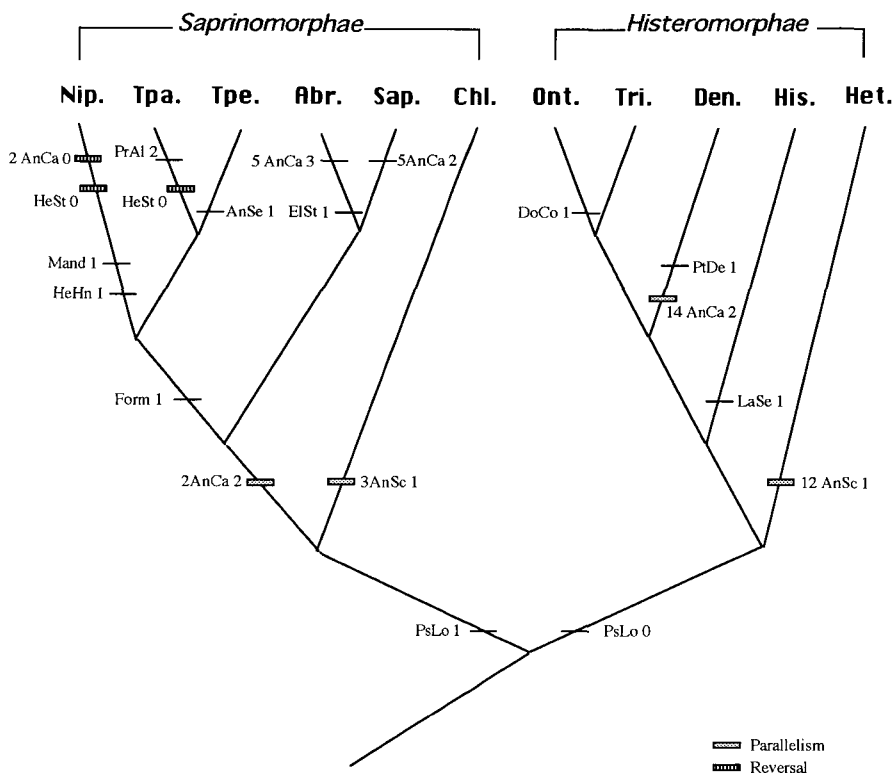 Saprinomorphae Histeromorphae
Nip. Tpa. Tpe. Abr. Sap. Chl. Ont. Tri. Den. His. Het.
2 AnCa 0 PrAl 2 5 AnCa 3 5AnCa 2
HeSt 0 HeSt 0 AnSe 1 ElSt 1 DoCo 1
Mand 1 PtDe 1
HeHn 1 14 AnCa 2
Form 1 LaSe 1
2AnCa 2 3AnSc 1 12 AnSc 1
PsLo 1 PsLo 0
Parallelism
Reversal